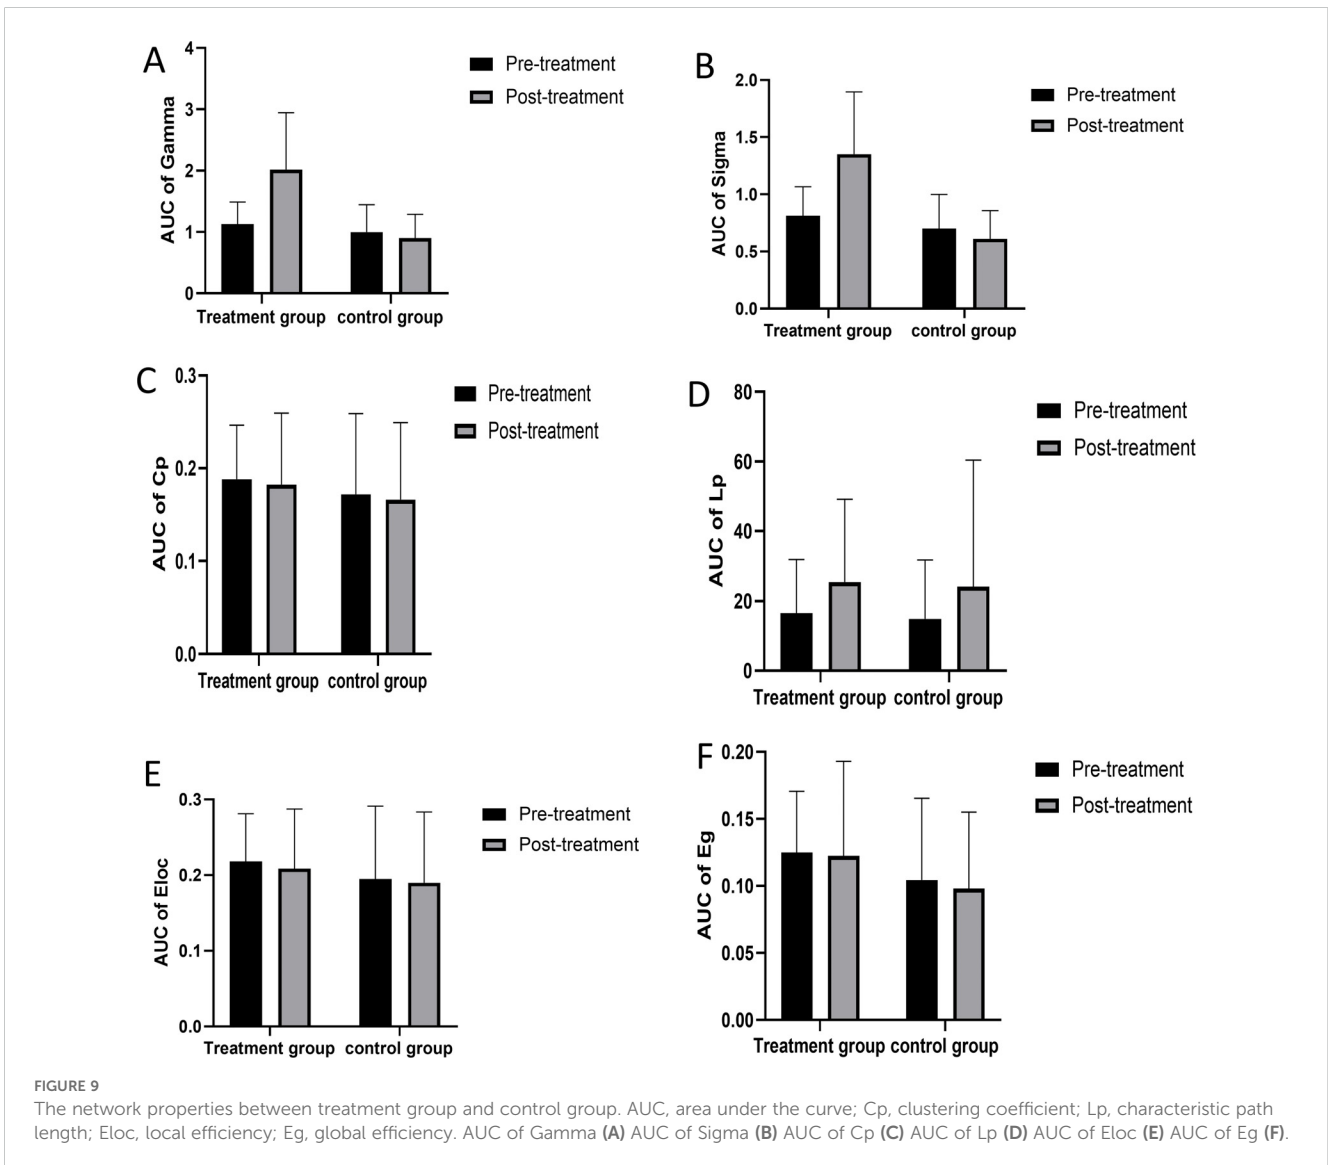 A
AUC of Gamma
4
3
2
1
0
Treatment group control group
Pre-treatment
Post-treatment
B
AUC of Sigma
2.0
1.5
1.0
0.5
0.0
Treatment group control group
Pre-treatment
Post-treatment
C
AUC of Cp
0.3
0.2
0.1
0.0
Treatment group control group
Pre-treatment
Post-treatment
D
AUC of Lp
80
60
40
20
0
Treatment group control group
Pre-treatment
Post-treatment
E
AUC of Eloc
0.3
0.2
0.1
0.0
Treatment group control group
Pre-treatment
Post-treatment
F
AUC of Eg
0.20
0.15
0.10
0.05
0.00
Treatment group control group
Pre-treatment
Post-treatment
FIGURE 9
The network properties between treatment group and control group. AUC, area under the curve; Cp, clustering coefficient; Lp, characteristic path
length; Eloc, local efficiency; Eg, global efficiency. AUC of Gamma (A) AUC of Sigma (B) AUC of Cp (C) AUC of Lp (D) AUC of Eloc (E) AUC of Eg (F).